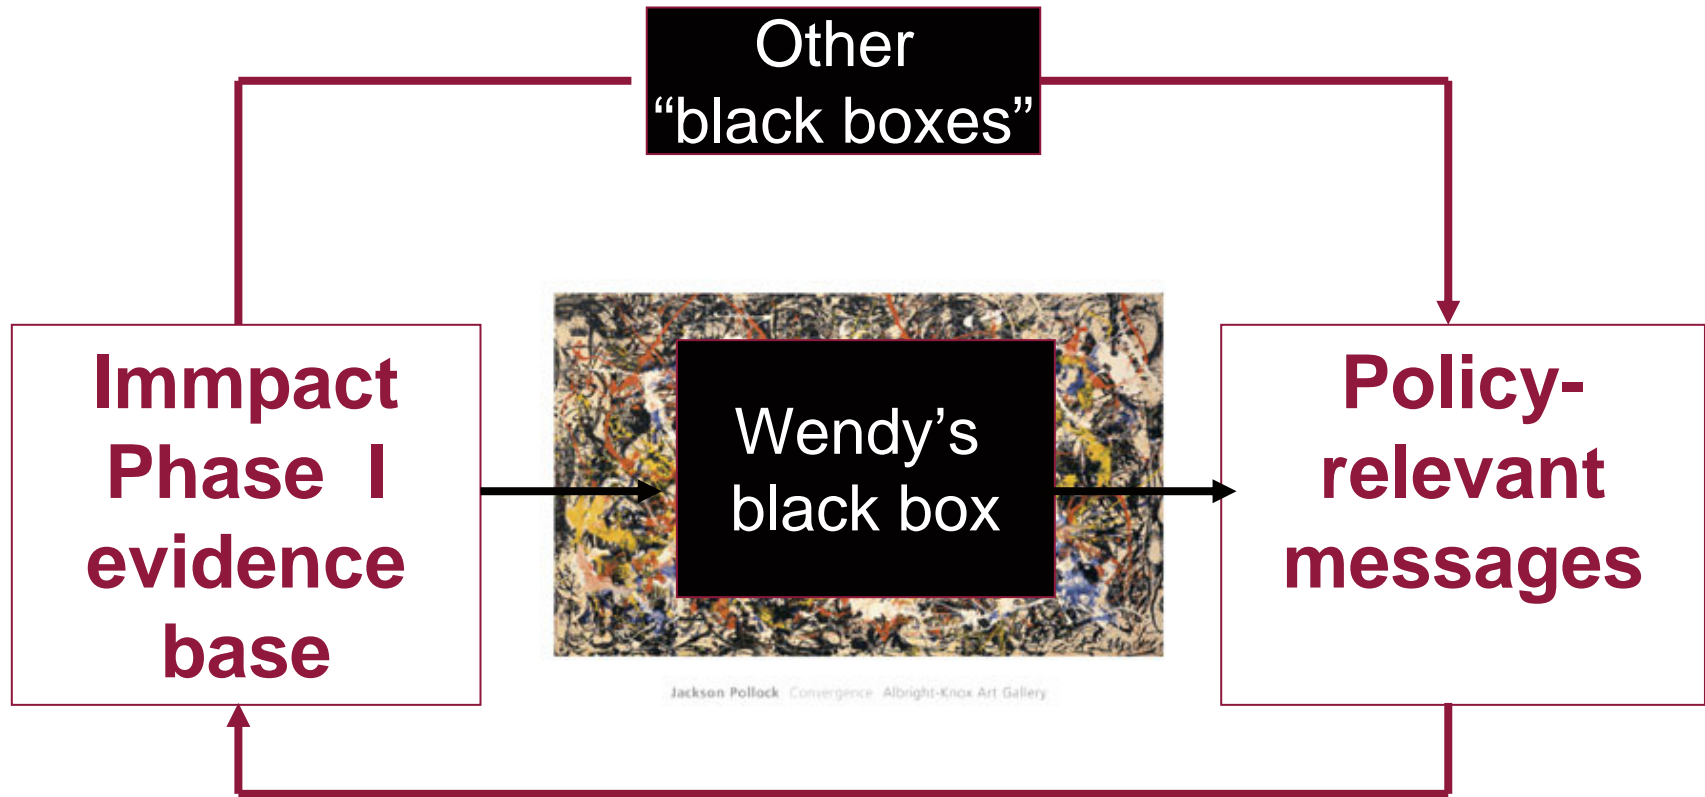 Other
“black boxes”
Immpact
Phase I
evidence
base
Wendy’s
black box
Policy-
relevant
messages
Jackson Pollock Convergence Albright-Knox Art Gallery